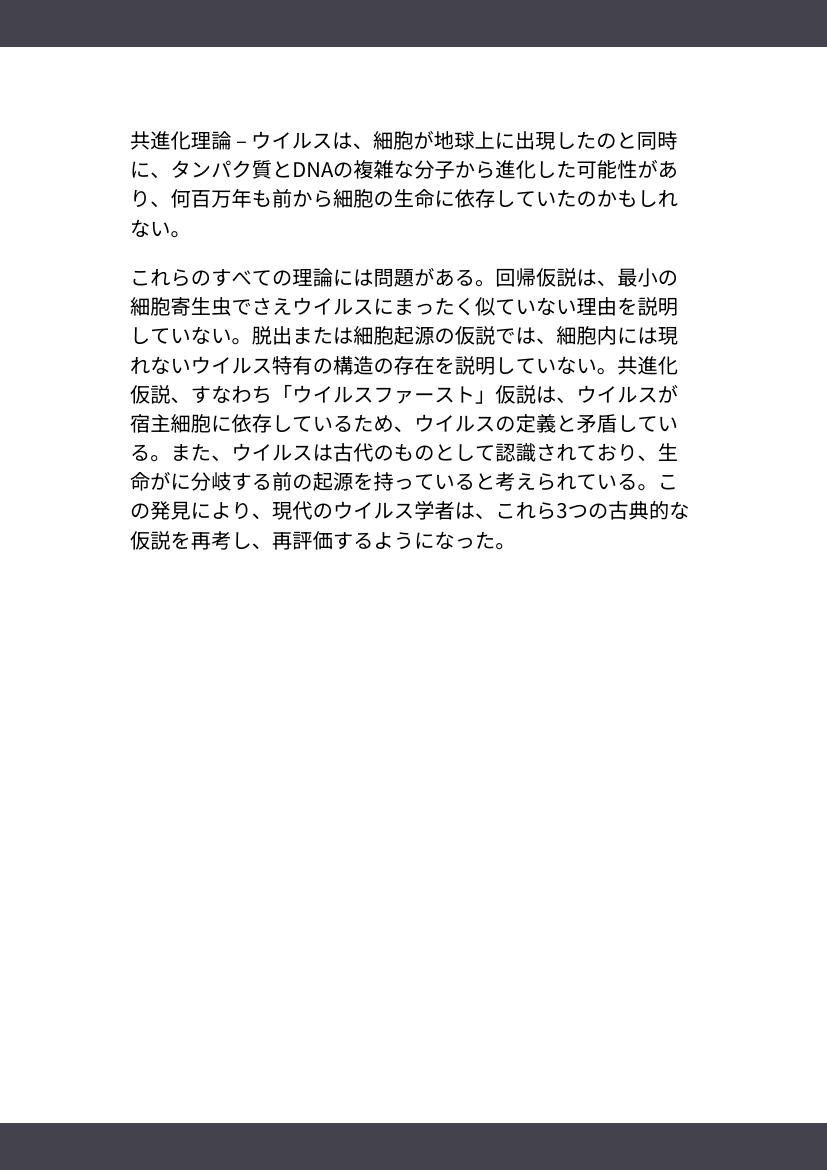 共進化理論 – ウイルスは、細胞が地球上に出現したのと同時
に、タンパク質とDNAの複雑な分子から進化した可能性があ
り、何百万年も前から細胞の生命に依存していたのかもしれ
ない。
これらのすべての理論には問題がある。回帰仮説は、最小の
細胞寄生虫でさえウイルスにまったく似ていない理由を説明
していない。脱出または細胞起源の仮説では、細胞内には現
れないウイルス特有の構造の存在を説明していない。共進化
仮説、すなわち「ウイルスファースト」仮説は、ウイルスが
宿主細胞に依存しているため、ウイルスの定義と矛盾してい
る。また、ウイルスは古代のものとして認識されており、生
命がに分岐する前の起源を持っていると考えられている。こ
の発見により、現代のウイルス学者は、これら3つの古典的な
仮説を再考し、再評価するようになった。